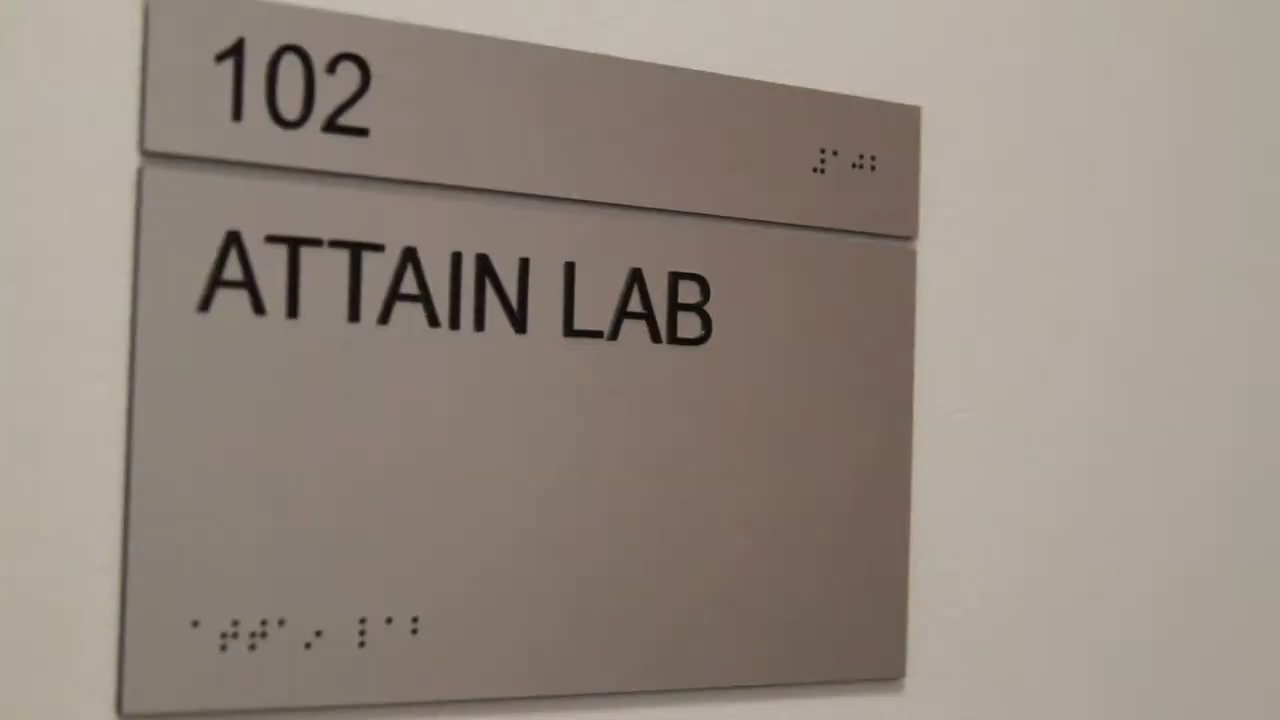 102
⠼⠁⠚⠃
ATTAIN LAB
⠁⠞⠞⠁⠔ ⠇⠁⠃